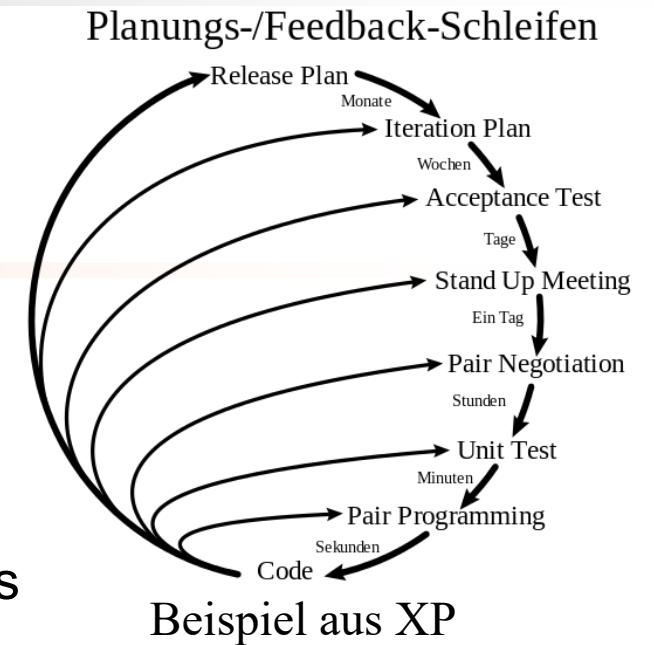 Planungs-/Feedback-Schleifen
Release Plan
Monate
Iteration Plan
Wochen
Acceptance Test
Tage
Stand Up Meeting
Ein Tag
Pair Negotiation
Stunden
Unit Test
Minuten
Pair Programming
Sekunden
Code
s
Beispiel aus XP